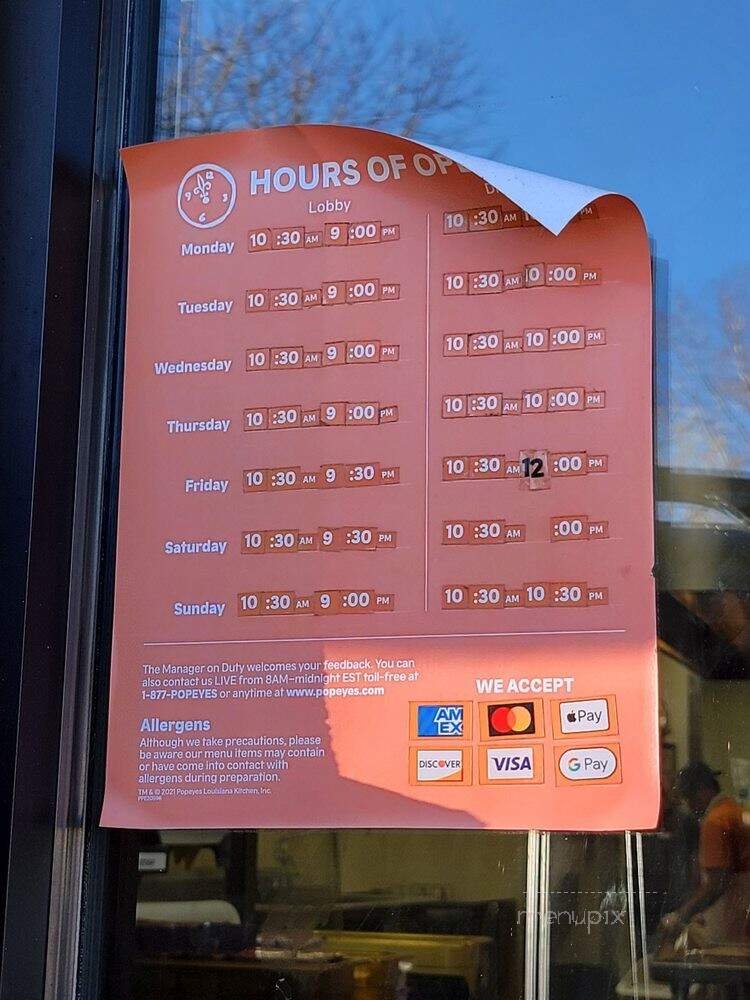 12
9 3
6
HOURS OF
Lobby
Monday 10 :30 AM 9 :00 PM 10 :30 AM PM
Tuesday 10 :30 AM 9 :00 PM 10 :30 AM 10 :00 PM
Wednesday 10 :30 AM 9 :00 PM 10 :30 AM 10 :00 PM
Thursday 10 :30 AM 9 :00 PM 10 :30 AM 10 :00 PM
Friday 10 :30 AM 9 :30 PM 10 :30 AM 12 :00 PM
Saturday 10 :30 AM 9 :30 PM 10 :30 AM :00 PM
Sunday 10 :30 AM 9 :00 PM 10 :30 AM 10 :30 PM
The Manager on Duty welcomes your feedback. You can
also contact us LIVE from 8AM–midnight EST toll-free at
1-877-POPEYES or anytime at www.popeyes.com
Allergens
Although we take precautions, please
be aware our menu items may contain
or have come into contact with
allergens during preparation.
TM & © 2021 Popeyes Louisiana Kitchen, Inc.
WE ACCEPT
AM
EX
Pay
DISCOVER VISA G Pay
menupix